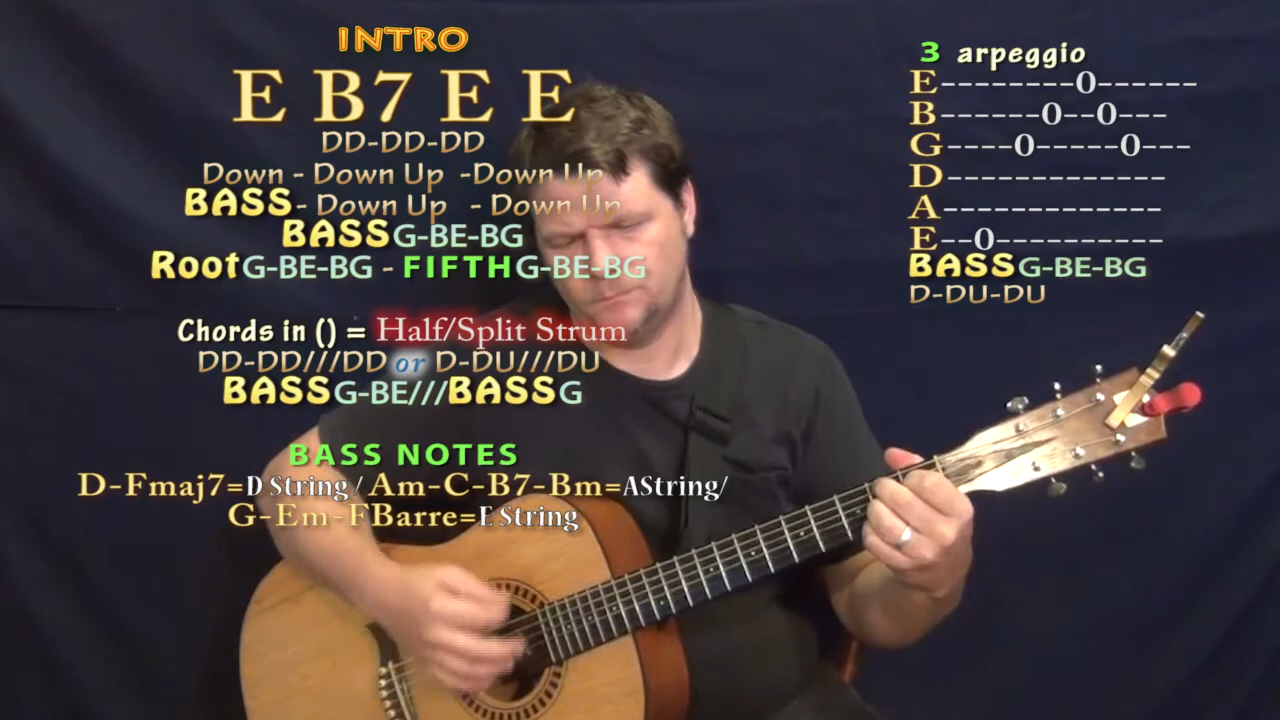 INTRO
E B7 E E
DD-DD-DD
Down - Down Up -Down Up
BASS - Down Up - Down Up
BASSG-BE-BG
RootG-BE-BG - FIFTHG-BE-BG
Chords in () = Half/Split Strum
DD-DD///DD or D-DU///DU
BASSG-BE///BASSG
BASS NOTES
D-Fmaj7=D String / Am-C-B7-Bm=AString/
G-Em-FBarre=E String
3 arpeggio
E---------0------
B------0--0---
G----0-----0---
D-------------
A-------------
E--0----------
BASSG-BE-BG
D-DU-DU